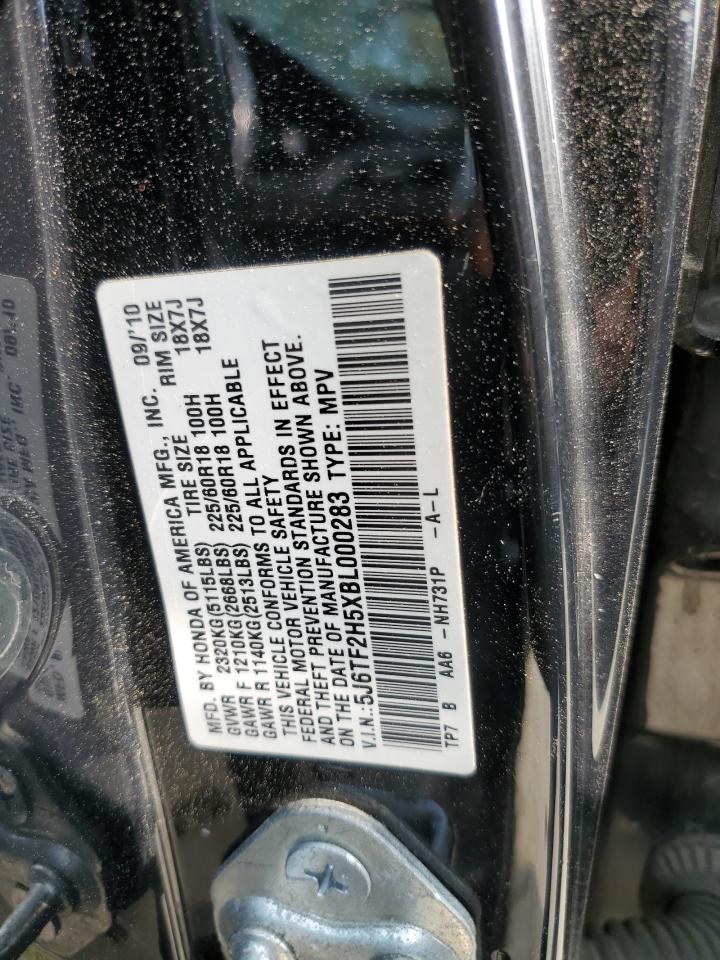 MFD. BY HONDA OF AMERICA MFG., INC. 09/'10
GVWR 2320KG(5115LBS) TIRE SIZE RIM SIZE
GAWR F 1210KG(2668LBS) 225/60R18 100H 18X7J
GAWR R 1140KG(2513LBS) 225/60R18 100H 18X7J
THIS VEHICLE CONFORMS TO ALL APPLICABLE
FEDERAL MOTOR VEHICLE SAFETY
AND THEFT PREVENTION STANDARDS IN EFFECT
ON THE DATE OF MANUFACTURE SHOWN ABOVE.
V.I.N.:5J6TF2H5XBL000283 TYPE: MPV
TP7 B AA6 -NH731P -A-L